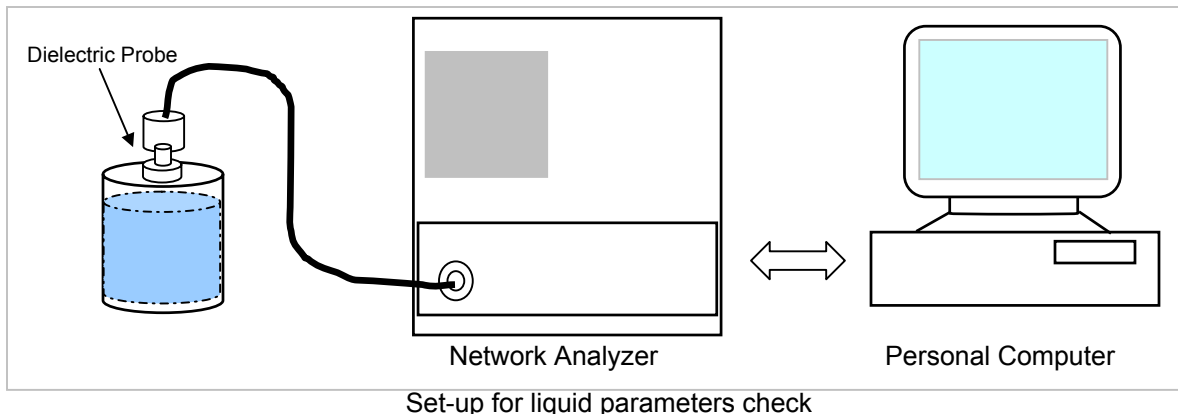 Dielectric Probe
Network Analyzer
Personal Computer
Set-up for liquid parameters check